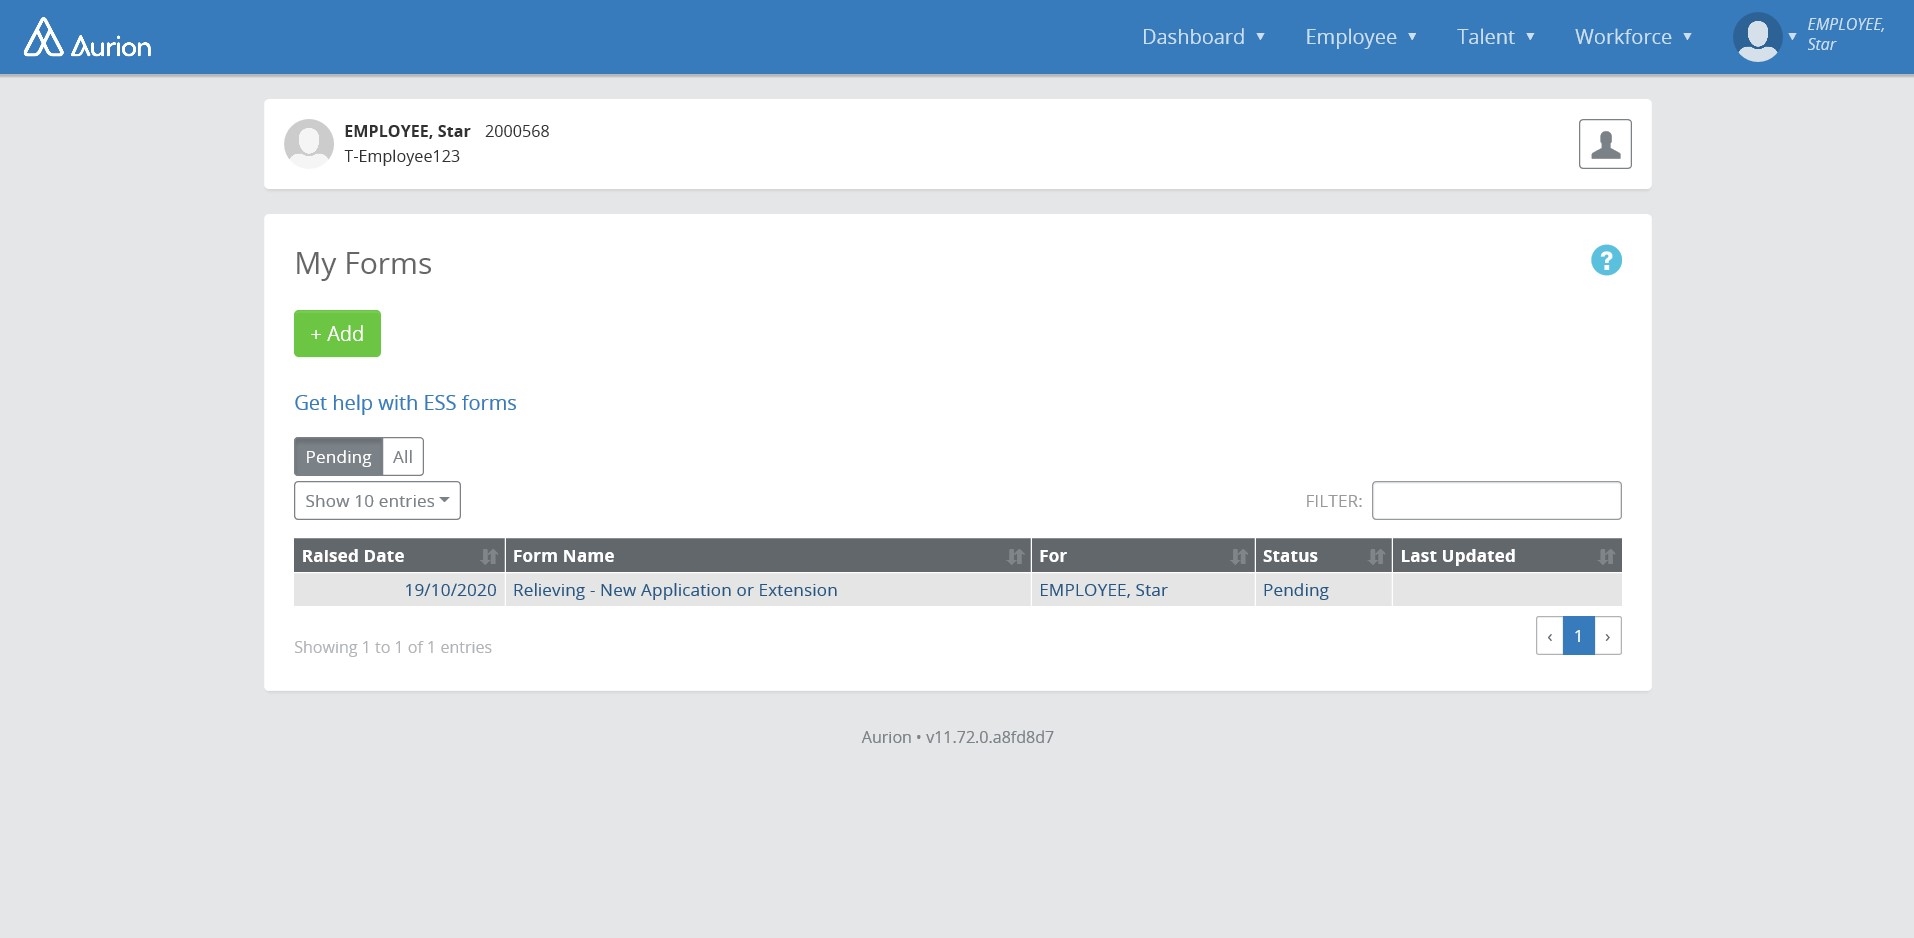 Aurion
Dashboard ▼ Employee ▼ Talent ▼ Workforce ▼ ▼ EMPLOYEE,
Star
EMPLOYEE, Star 2000568
T-Employee123
My Forms
?
+ Add
Get help with ESS forms
Pending All
Show 10 entries
FILTER:
Raised Date Form Name For Status Last Updated
19/10/2020 Relieving - New Application or Extension EMPLOYEE, Star Pending
‹ 1 ›
Showing 1 to 1 of 1 entries
Aurion • v11.72.0.a8fd8d7